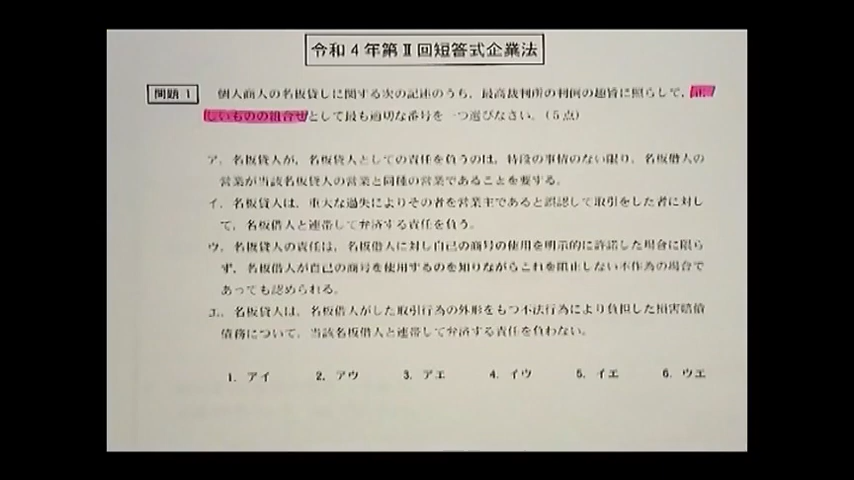 令和4年第Ⅱ回短答式企業法
問題1 個人商人の名板貸しに関する次の記述のうち、最高裁判所の判例の趣旨に照らして、正
しいものの組合せとして最も適切な番号を一つ選びなさい。(5点)
ア．名板貸人が、名板貸人としての責任を負うのは、特段の事情のない限り、名板借人の
営業が当該名板貸人の営業と同種の営業であることを要する。
イ．名板貸人は、重大な過失によりその者を営業主であると誤認して取引をした者に対し
て、名板借人と連帯して弁済する責任を負う。
ウ．名板貸人の責任は、名板借人に対し自己の商号の使用を明示的に許諾した場合に限ら
ず、名板借人が自己の商号を使用するのを知りながらこれを阻止しない不作為の場合で
あっても認められる。
エ．名板貸人は、名板借人がした取引行為の外形をもつ不法行為により負担した損害賠償
債務について、当該名板借人と連帯して弁済する責任を負わない。
1．アイ 2．アウ 3．アエ 4．イウ 5．イエ 6．ウエ